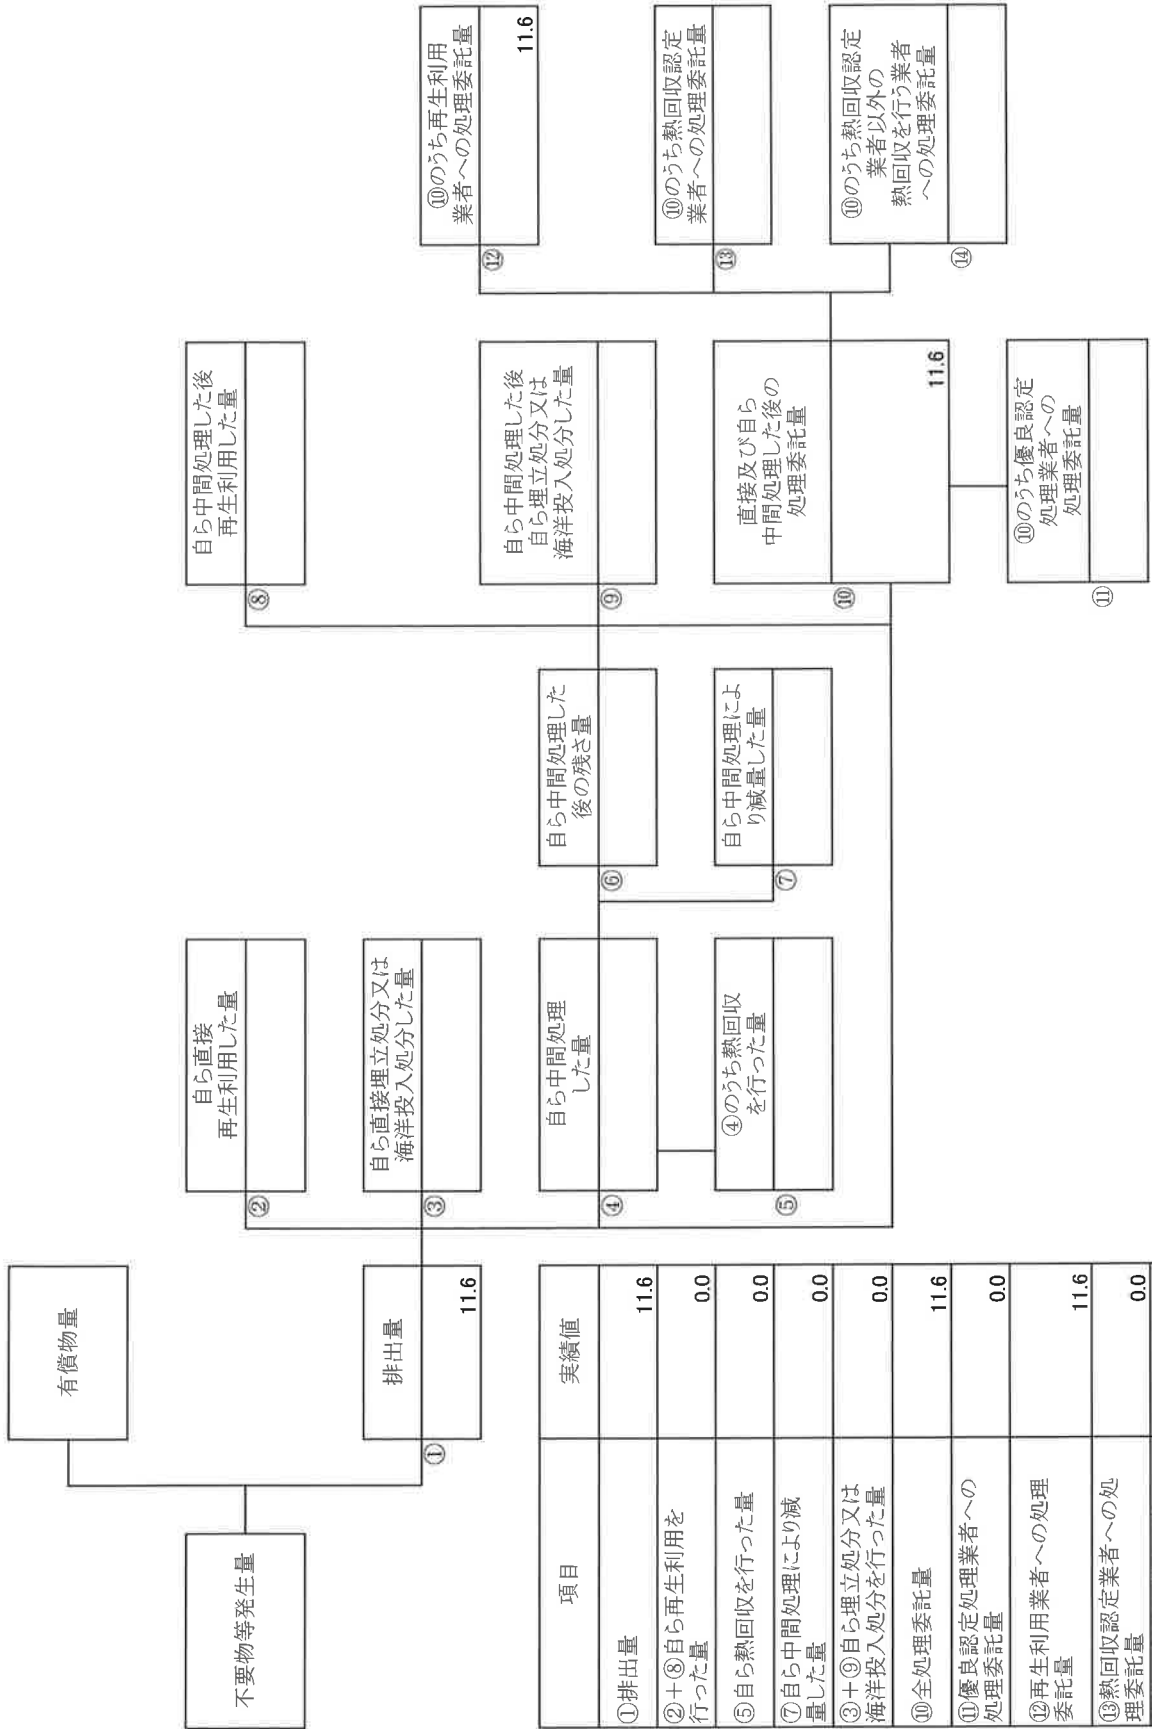 不要物等発生量
有償物量
排出量
①
11.6
自ら直接
再生利用した量
②
自ら直接埋立処分又は
海洋投入処分した量
③
自ら中間処理
した量
④
④のうち熱回収
を行った量
⑤
自ら中間処理した
後の残さ量
⑥
自ら中間処理によ
り減量した量
⑦
自ら中間処理した後
再生利用した量
⑧
自ら中間処理した後
自ら埋立処分又は
海洋投入処分した量
⑨
直接及び自ら
中間処理した後の
処理委託量
⑩
11.6
⑩のうち優良認定
処理業者への
処理委託量
⑪
⑩のうち再生利用
業者への処理委託量
⑫
11.6
⑩のうち熱回収認定
業者への処理委託量
⑬
⑩のうち熱回収認定
業者以外の
熱回収を行う業者
への処理委託量
⑭
項目 実績値
①排出量 11.6
②+⑧自ら再生利用を
行った量 0.0
⑤自ら熱回収を行った量 0.0
⑦自ら中間処理により減
量した量 0.0
③+⑨自ら埋立処分又は
海洋投入処分を行った量 0.0
⑩全処理委託量 11.6
⑪優良認定処理業者への
処理委託量 0.0
⑫再生利用業者への処理
委託量 11.6
⑬熱回収認定業者への処
理委託量 0.0